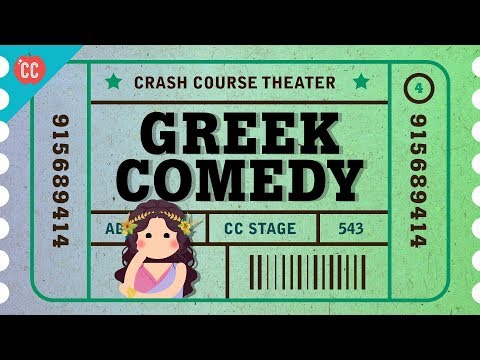 CC
CRASH COURSE THEATER
4
GREEK
COMEDY
CC STAGE
543
915689414
915689414